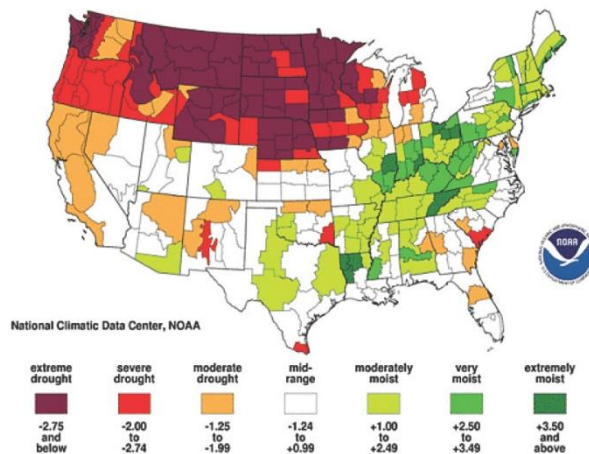 NOAA
National Climatic Data Center, NOAA
extreme drought
severe drought
moderate drought
mid-range
moderately moist
very moist
extremely moist
-2.75 and below
-2.00 to -2.74
-1.25 to -1.99
-1.24 to +0.99
+1.00 to +2.49
+2.50 to +3.49
+3.50 and above